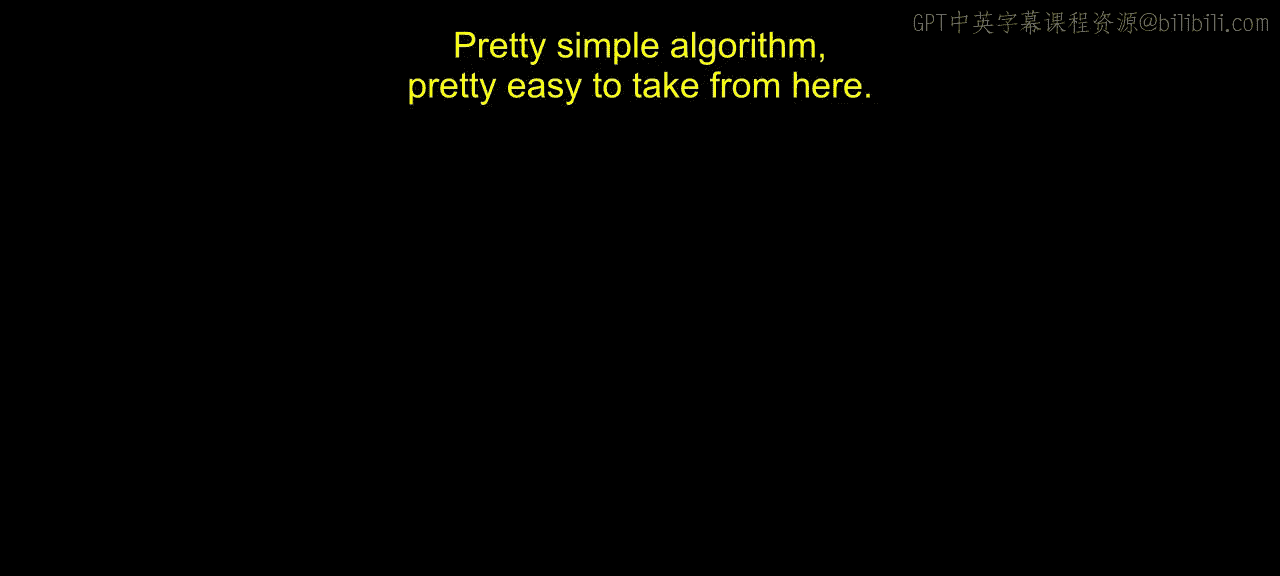 GPT中英字幕课程资源@bilibili.com
Pretty simple algorithm,
pretty easy to take from here.